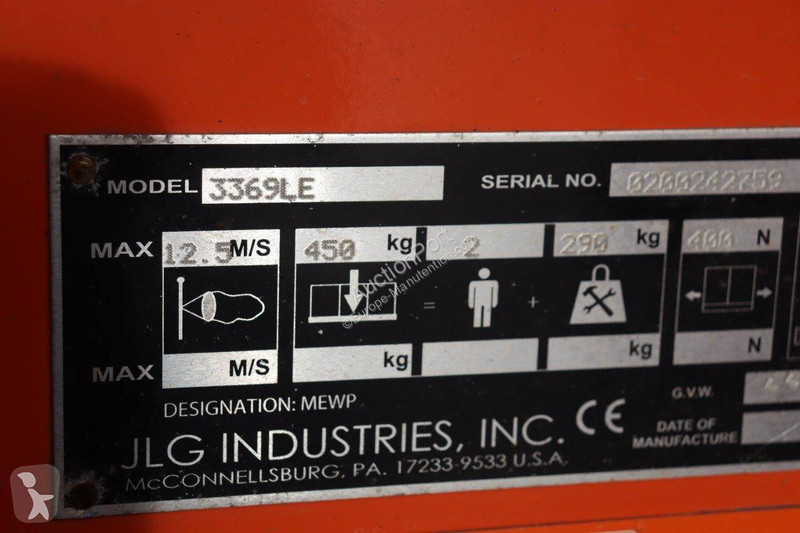 MODEL 3369LE SERIAL NO. 0200242759
MAX 12.5 M/S 450 kg 2 290 kg 400 N
= +
MAX M/S kg kg N
DESIGNATION: MEWP G.V.W.
JLG INDUSTRIES, INC. CE DATE OF MANUFACTURE
MCCONNELLSBURG, PA. 17233-9533 U.S.A.